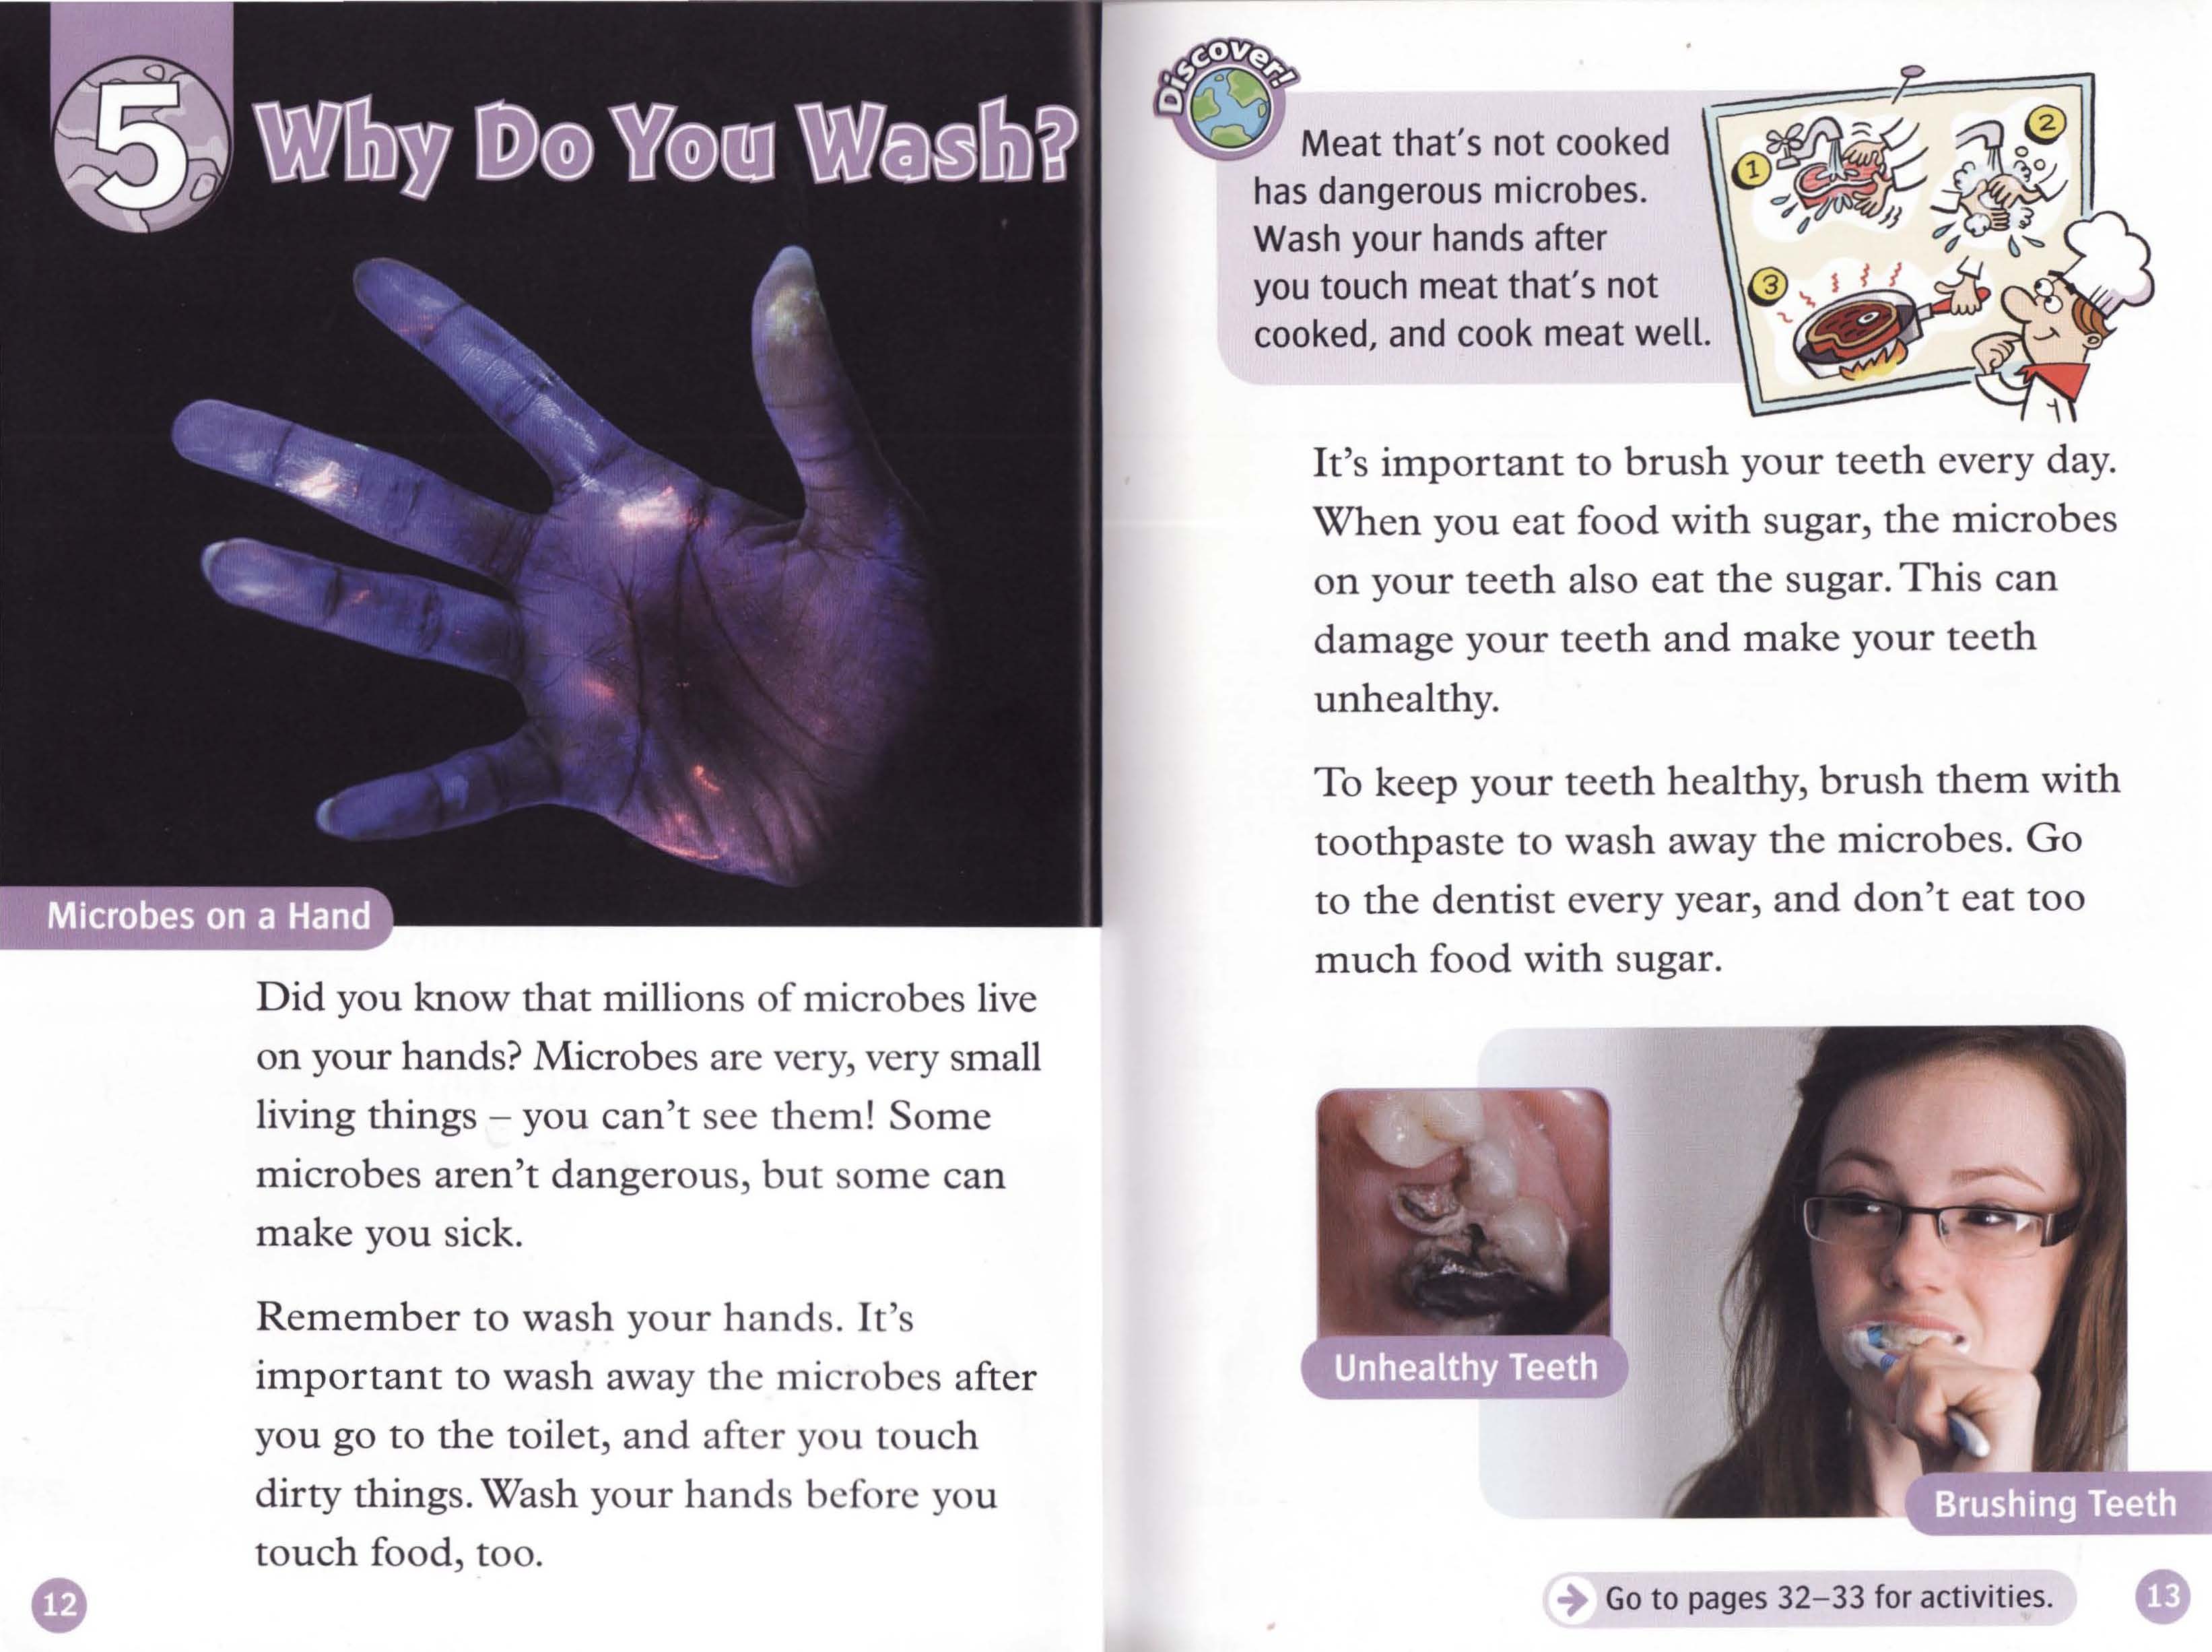 5
Why Do You Wash?
Microbes on a Hand
Did you know that millions of microbes live
on your hands? Microbes are very, very small
living things – you can't see them! Some
microbes aren't dangerous, but some can
make you sick.
Remember to wash your hands. It's
important to wash away the microbes after
you go to the toilet, and after you touch
dirty things. Wash your hands before you
touch food, too.
12
Discover!
Meat that's not cooked
has dangerous microbes.
Wash your hands after
you touch meat that's not
cooked, and cook meat well.
1
2
3
It's important to brush your teeth every day.
When you eat food with sugar, the microbes
on your teeth also eat the sugar. This can
damage your teeth and make your teeth
unhealthy.
To keep your teeth healthy, brush them with
toothpaste to wash away the microbes. Go
to the dentist every year, and don't eat too
much food with sugar.
Unhealthy Teeth
Brushing Teeth
Go to pages 32–33 for activities.
13